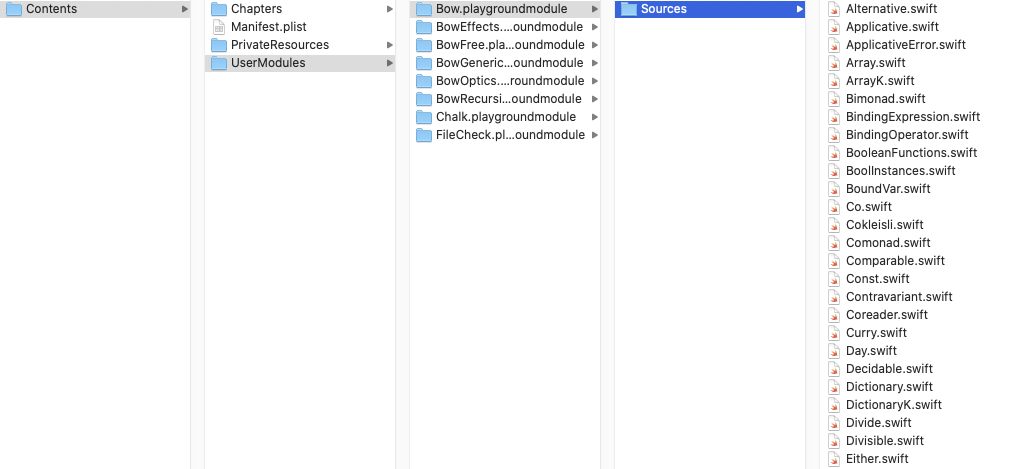 Contents
Chapters
Manifest.plist
PrivateResources
UserModules
Bow.playgroundmodule
BowEffects....oundmodule
BowFree.pla...oundmodule
BowGeneric...oundmodule
BowOptics....roundmodule
BowRecursi...oundmodule
Chalk.playgroundmodule
FileCheck.pl...oundmodule
Sources
Alternative.swift
Applicative.swift
ApplicativeError.swift
Array.swift
ArrayK.swift
Bimonad.swift
BindingExpression.swift
BindingOperator.swift
BooleanFunctions.swift
BoolInstances.swift
BoundVar.swift
Co.swift
Cokleisli.swift
Comonad.swift
Comparable.swift
Const.swift
Contravariant.swift
Coreader.swift
Curry.swift
Day.swift
Decidable.swift
Dictionary.swift
DictionaryK.swift
Divide.swift
Divisible.swift
Either.swift